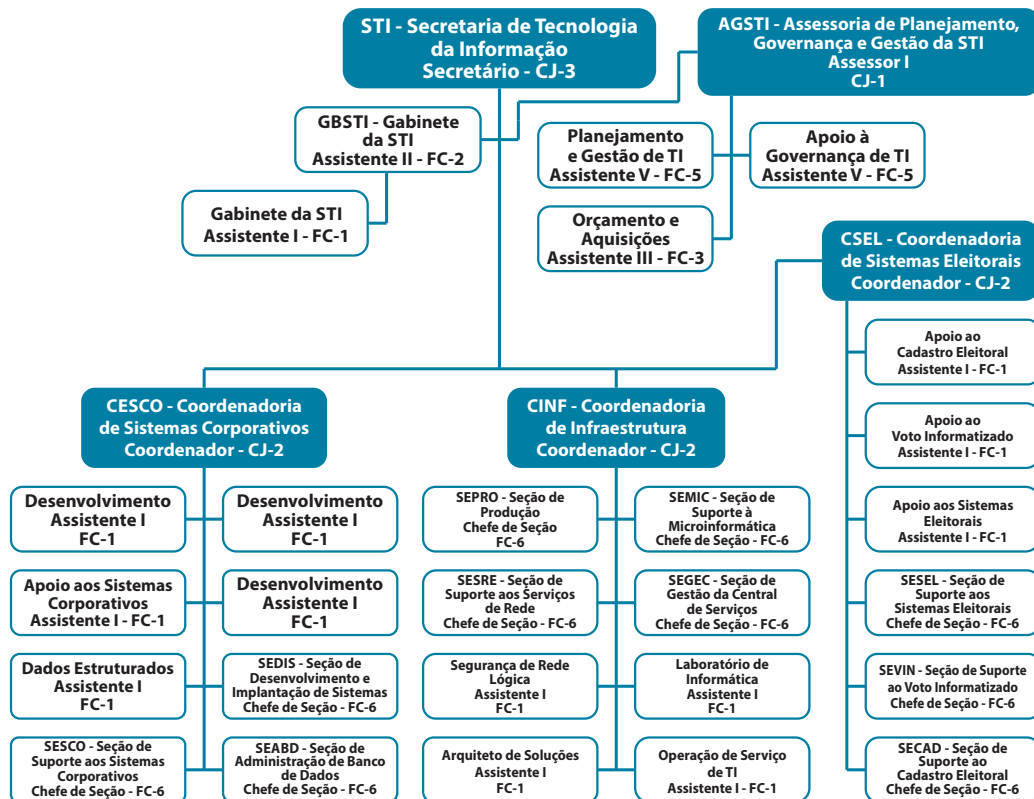 STI - Secretaria de Tecnologia
da Informação
Secretário - CJ-3
AGSTI - Assessoria de Planejamento,
Governança e Gestão da STI
Assessor I
CJ-1
GBSTI - Gabinete
da STI
Assistente II - FC-2
Gabinete da STI
Assistente I - FC-1
Planejamento
e Gestão de TI
Assistente V - FC-5
Apoio à
Governança de TI
Assistente V - FC-5
Orçamento e
Aquisições
Assistente III - FC-3
CSEL - Coordenadoria
de Sistemas Eleitorais
Coordenador - CJ-2
Apoio ao
Cadastro Eleitoral
Assistente I - FC-1
Apoio ao
Voto Informatizado
Assistente I - FC-1
Apoio aos Sistemas
Eleitorais
Assistente I - FC-1
SESEL - Seção de
Suporte aos
Sistemas Eleitorais
Chefe de Seção - FC-6
SEVIN - Seção de Suporte
ao Voto Informatizado
Chefe de Seção - FC-6
SECAD - Seção de
Suporte ao
Cadastro Eleitoral
Chefe de Seção - FC-6
CESCO - Coordenadoria
de Sistemas Corporativos
Coordenador - CJ-2
Desenvolvimento
Assistente I
FC-1
Desenvolvimento
Assistente I
FC-1
Apoio aos Sistemas
Corporativos
Assistente I - FC-1
Desenvolvimento
Assistente I
FC-1
Dados Estruturados
Assistente I
FC-1
SEDIS - Seção de
Desenvolvimento e
Implantação de Sistemas
Chefe de Seção - FC-6
SESCO - Seção de
Suporte aos Sistemas
Corporativos
Chefe de Seção - FC-6
SEABD - Seção de
Administração de Banco
de Dados
Chefe de Seção - FC-6
CINF - Coordenadoria
de Infraestrutura
Coordenador - CJ-2
SEPRO - Seção de
Produção
Chefe de Seção
FC-6
SEMIC - Seção de
Suporte à
Microinformática
Chefe de Seção - FC-6
SESRE - Seção de
Suporte aos Serviços
de Rede
Chefe de Seção - FC-6
SEGEC - Seção de
Gestão da Central
de Serviços
Chefe de Seção - FC-6
Segurança de Rede
Lógica
Assistente I
FC-1
Laboratório de
Informática
Assistente I
FC-1
Arquiteto de Soluções
Assistente I
FC-1
Operação de Serviço
de TI
Assistente I - FC-1